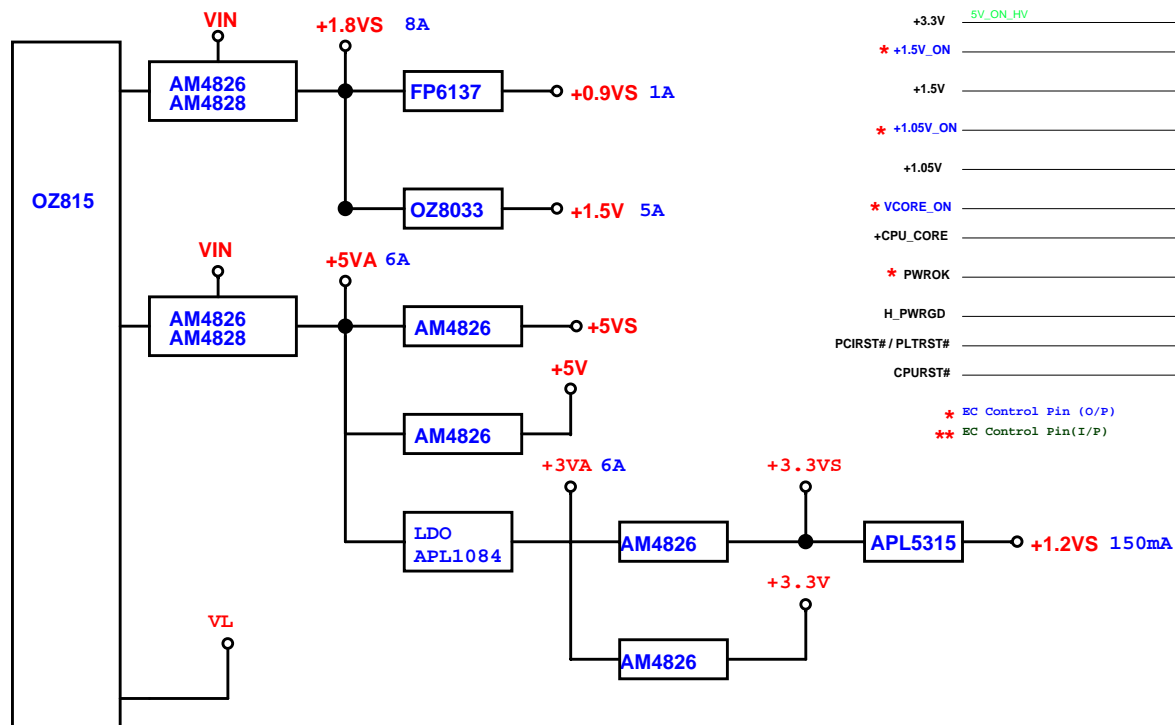 VIN
+1.8VS 8A
AM4826
AM4828
FP6137
+0.9VS 1A
OZ815
OZ8033
+1.5V 5A
VIN
+5VA 6A
AM4826
AM4828
AM4826
+5VS
+5V
AM4826
+3VA 6A
+3.3VS
LDO
APL1084
AM4826
APL5315
+1.2VS 150mA
+3.3V
AM4826
VL
+3.3V 5V_ON_HV
* +1.5V_ON
+1.5V
* +1.05V_ON
+1.05V
* VCORE_ON
+CPU_CORE
* PWROK
H_PWRGD
PCIRST# / PLTRST#
CPURST#
* EC Control Pin (O/P)
** EC Control Pin(I/P)